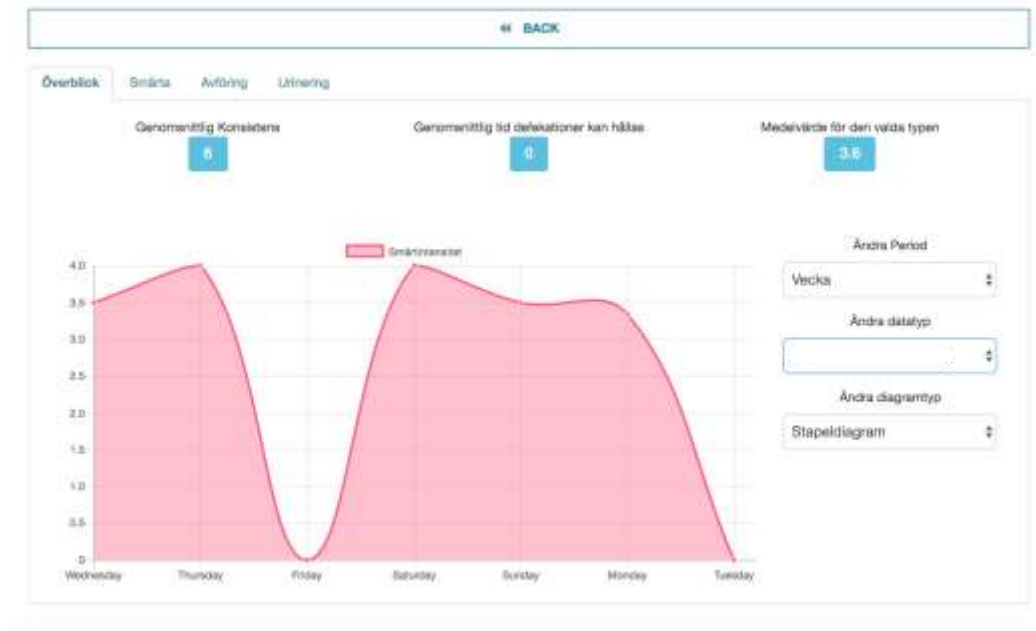 « BACK
Överblick Smärta Avföring Urinering
Genomsnittlig Konsistens Genomsnittlig tid defekationer kan hållas Medelvärde för den valda typen
6 0 3.6
Smärtintensitet
Ändra Period
Vecka
Ändra datatyp
Ändra diagramtyp
Stapeldiagram
4.0
3.5
3.0
2.5
2.0
1.5
1.0
0.5
0
Wednesday Thursday Friday Saturday Sunday Monday Tuesday